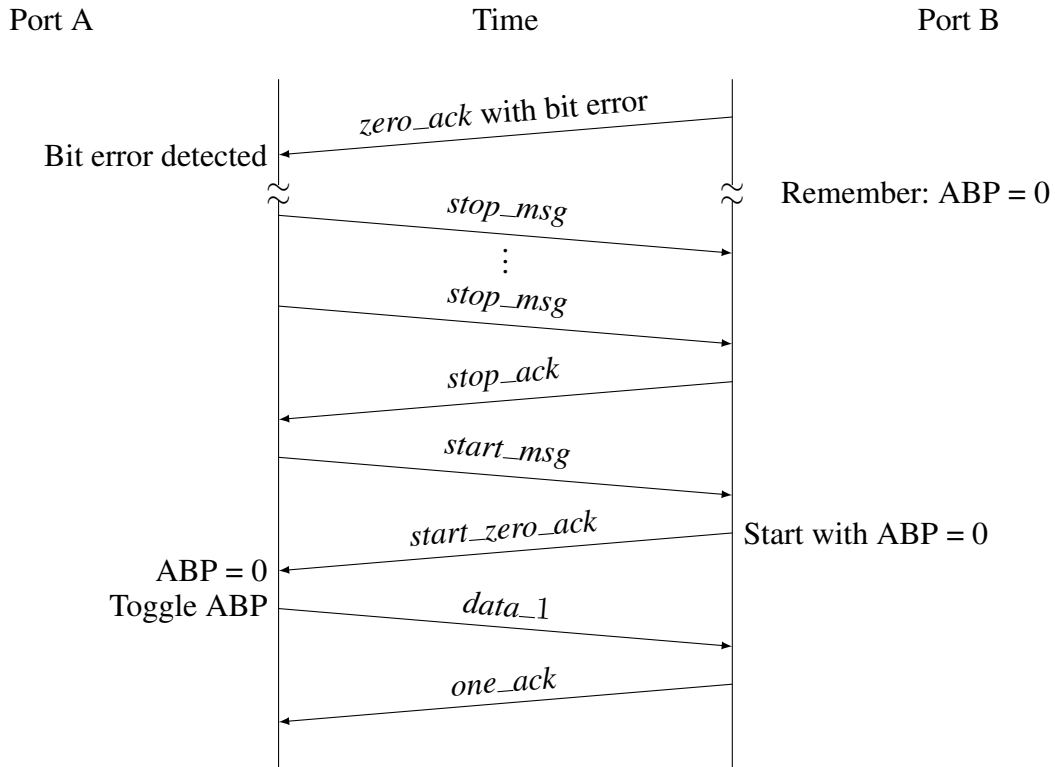 Port A
Time
Port B
zero_ack with bit error
Bit error detected
Remember: ABP = 0
stop_msg
stop_msg
stop_ack
start_msg
start_zero_ack
Start with ABP = 0
ABP = 0
Toggle ABP
data_1
one_ack